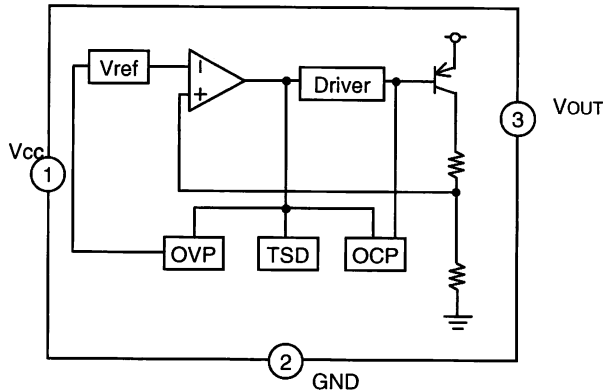 Vref
Driver
VOUT
3
Vcc
1
OVP
TSD
OCP
2
GND